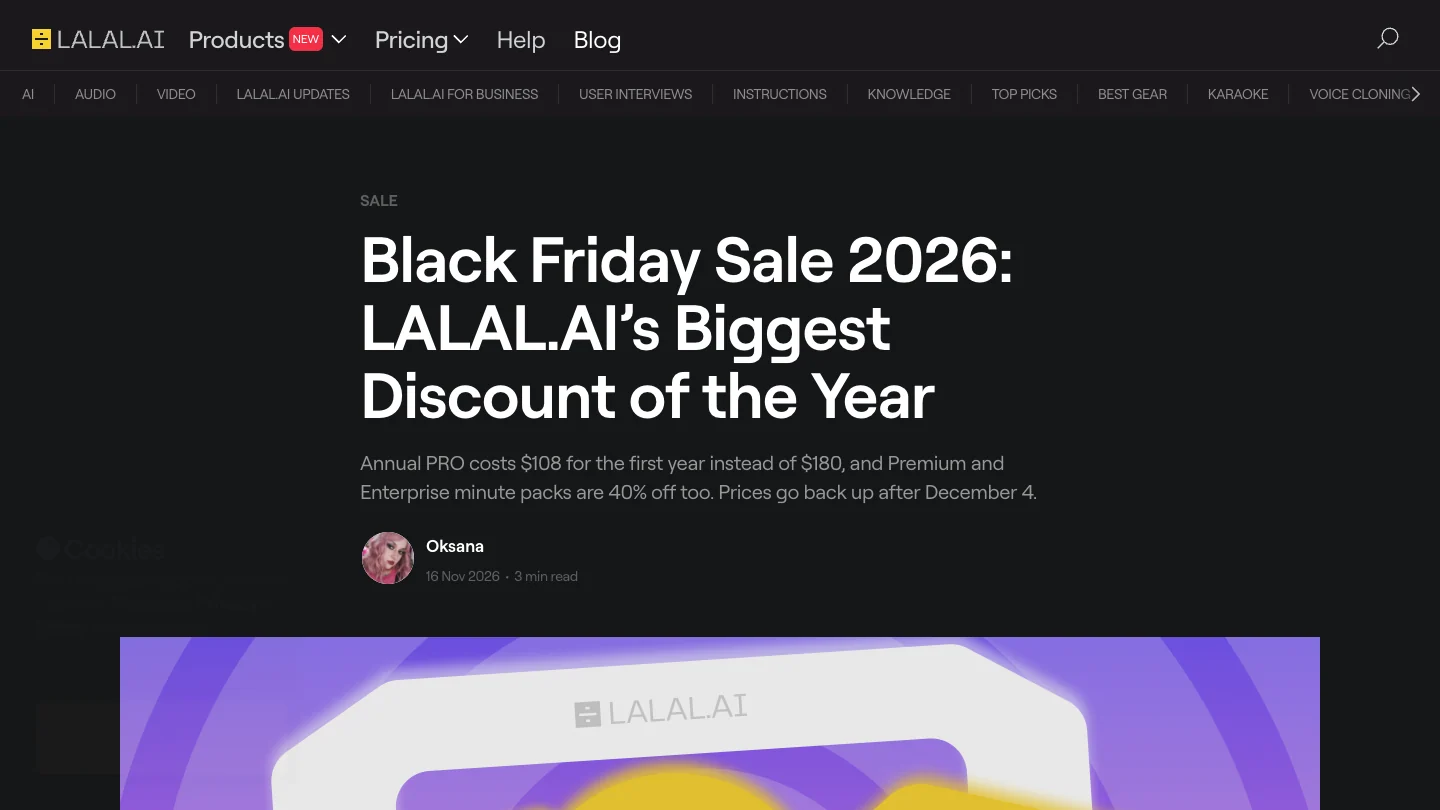 LALAL.AI Products NEW Pricing Help Blog
AI AUDIO VIDEO LALAL.AI UPDATES LALAL.AI FOR BUSINESS USER INTERVIEWS INSTRUCTIONS KNOWLEDGE TOP PICKS BEST GEAR KARAOKE VOICE CLONING
SALE
Black Friday Sale 2026:
LALAL.AI’s Biggest
Discount of the Year
Annual PRO costs $108 for the first year instead of $180, and Premium and
Enterprise minute packs are 40% off too. Prices go back up after December 4.
Oksana
16 Nov 2026 • 3 min read
Cookies
LALAL.AI